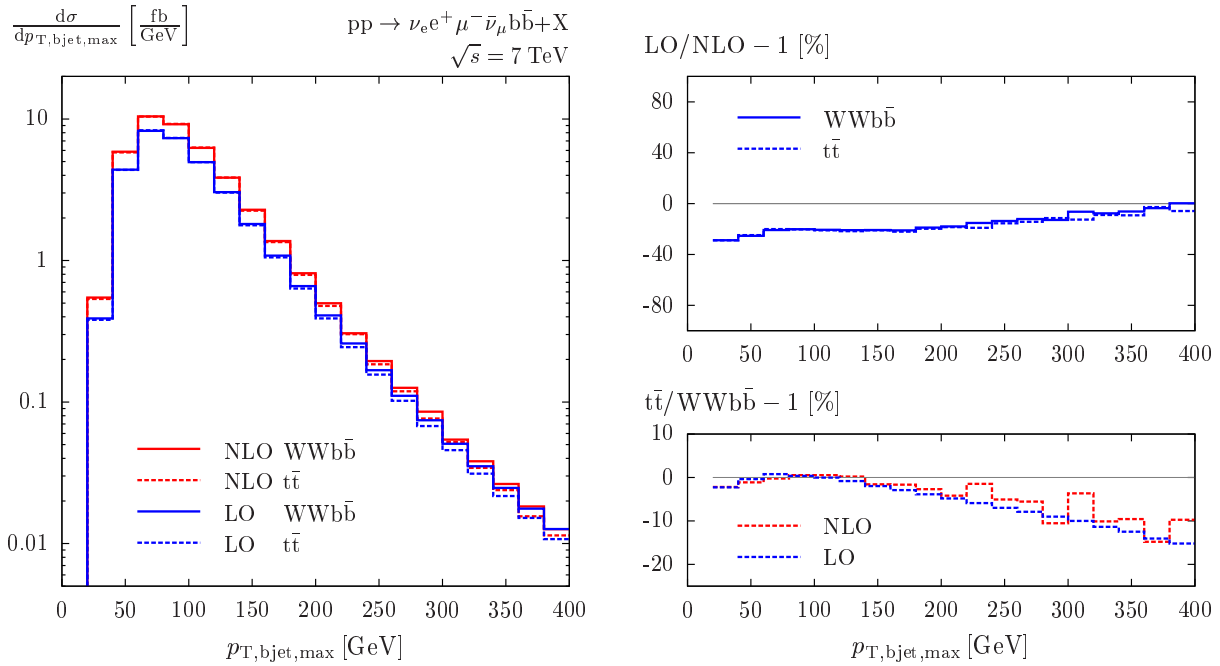 dσ/dp_T,bjet,max [fb/GeV]
pp → ν_e e⁺ μ⁻ ν̄_μ bb̄+X
√s = 7 TeV
10
1
0.1
0.01
NLO WWbb̄
NLO tt̄
LO WWbb̄
LO tt̄
0 50 100 150 200 250 300 350 400
p_T,bjet,max [GeV]
LO/NLO − 1 [%]
80
40
0
-40
-80
WWbb̄
tt̄
0 50 100 150 200 250 300 350 400
tt̄/WWbb̄ − 1 [%]
10
0
-10
-20
NLO
LO
0 50 100 150 200 250 300 350 400
p_T,bjet,max [GeV]